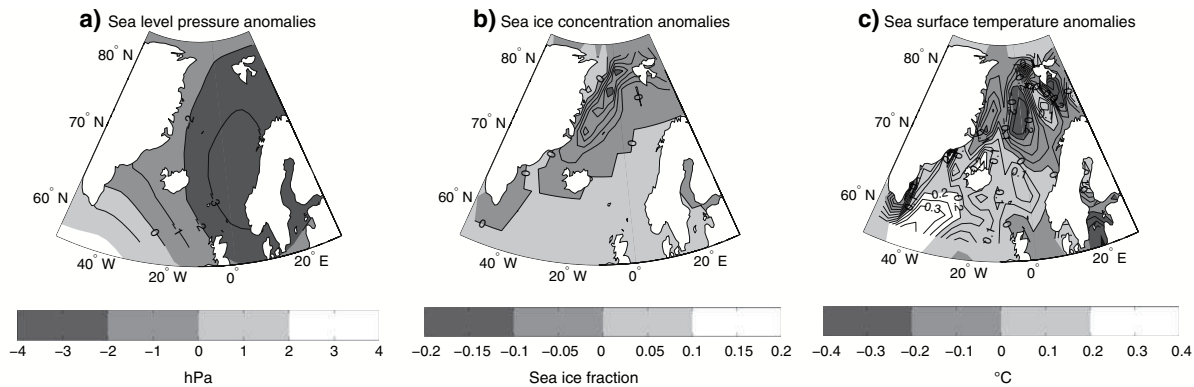 a) Sea level pressure anomalies
b) Sea ice concentration anomalies
c) Sea surface temperature anomalies
80° N
70° N
60° N
40° W
20° W
0
20° E
80° N
70° N
60° N
40° W
20° W
0°
20° E
80° N
70° N
60° N
0.2
0.3
0.1
0.1
40° W
20° W
0°
20° E
−4 −3 −2 −1 0 1 2 3 4
hPa
−0.2 −0.15 −0.1 −0.05 0 0.05 0.1 0.15 0.2
Sea ice fraction
−0.4 −0.3 −0.2 −0.1 0 0.1 0.2 0.3 0.4
°C